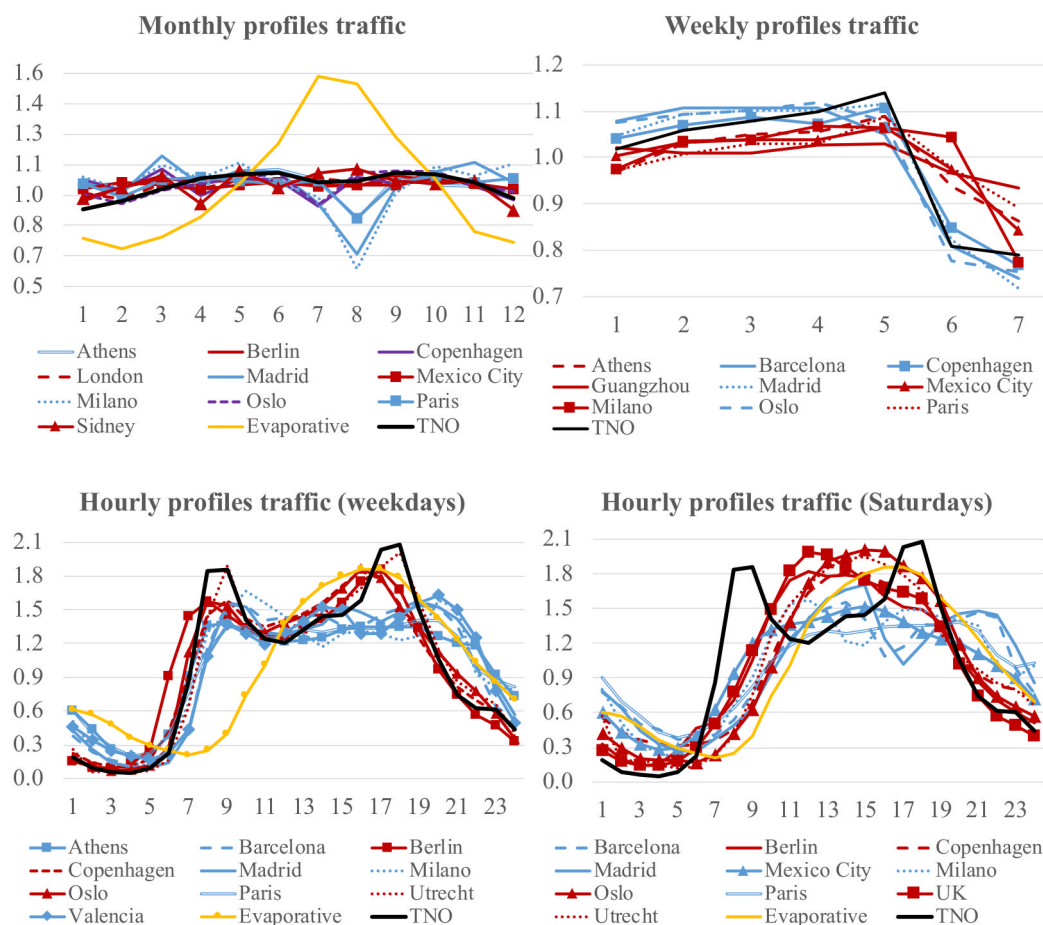 Monthly profiles traffic
1.6
1.4
1.3
1.1
1.0
0.8
0.7
0.5
1 2 3 4 5 6 7 8 9 10 11 12
Athens Berlin Copenhagen
London Madrid Mexico City
Milano Oslo Paris
Sidney Evaporative TNO
Weekly profiles traffic
1.2
1.1
1.0
0.9
0.8
0.7
1 2 3 4 5 6 7
Athens Barcelona Copenhagen
Guangzhou Madrid Mexico City
Milano Oslo Paris
TNO
Hourly profiles traffic (weekdays)
2.1
1.8
1.5
1.2
0.9
0.6
0.3
0.0
1 3 5 7 9 11 13 15 17 19 21 23
Athens Barcelona Berlin
Copenhagen Madrid Milano
Oslo Paris Utrecht
Valencia Evaporative TNO
Hourly profiles traffic (Saturdays)
2.1
1.8
1.5
1.2
0.9
0.6
0.3
0.0
1 3 5 7 9 11 13 15 17 19 21 23
Barcelona Berlin Copenhagen
Madrid Mexico City Milano
Oslo Paris UK
Utrecht Evaporative TNO